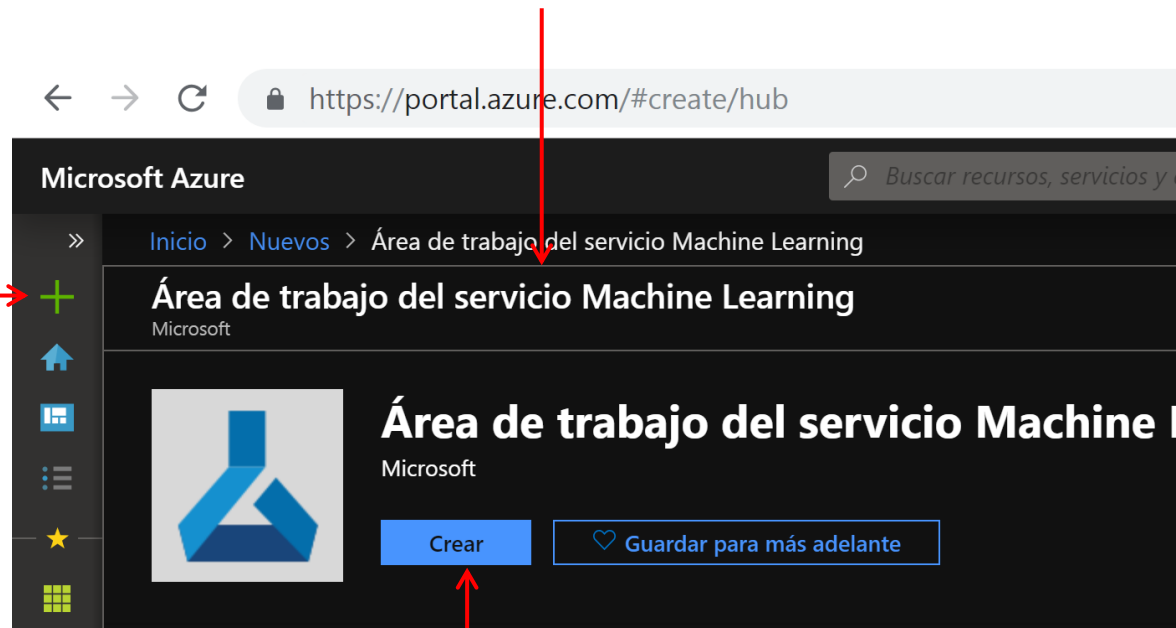 https://portal.azure.com/#create/hub
Microsoft Azure
Buscar recursos, servicios y
Inicio > Nuevos > Área de trabajo del servicio Machine Learning
Área de trabajo del servicio Machine Learning
Microsoft
Área de trabajo del servicio Machine
Microsoft
Crear
Guardar para más adelante